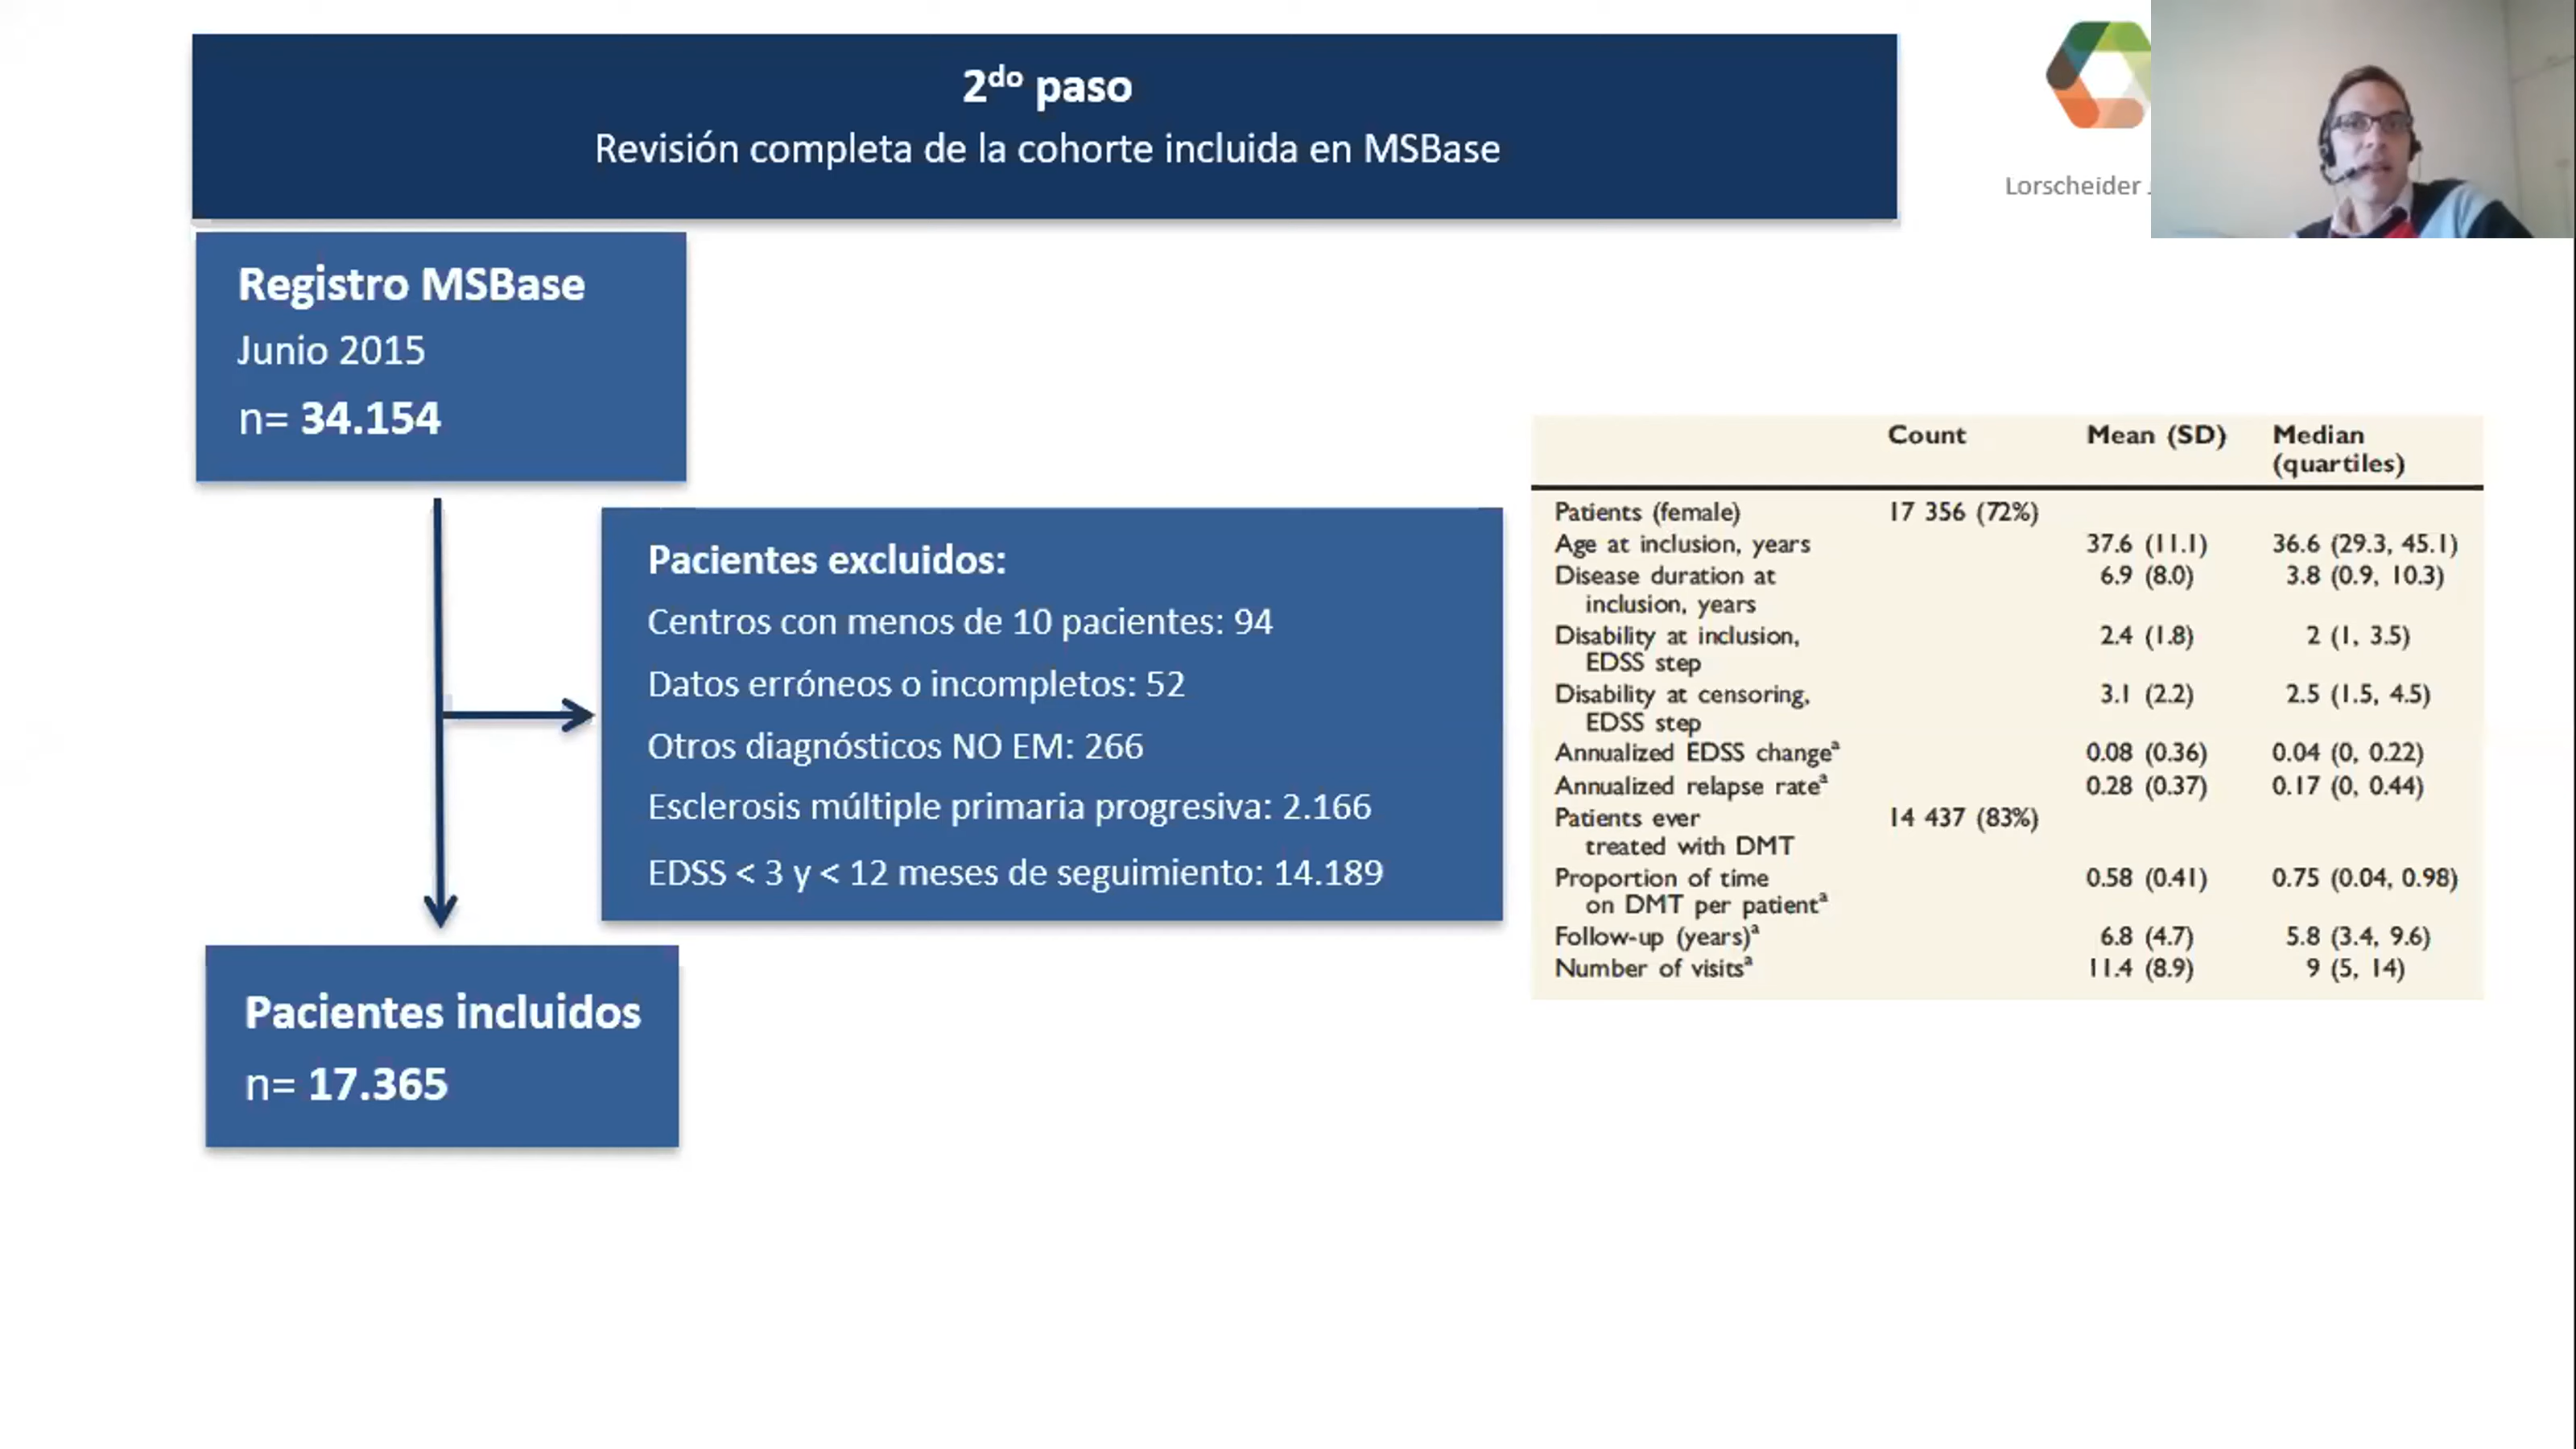 2do paso
Revisión completa de la cohorte incluida en MSBase
Lorscheider
Registro MSBase
Junio 2015
n= 34.154
Pacientes excluidos:
Centros con menos de 10 pacientes: 94
Datos erróneos o incompletos: 52
Otros diagnósticos NO EM: 266
Esclerosis múltiple primaria progresiva: 2.166
EDSS < 3 y < 12 meses de seguimiento: 14.189
Pacientes incluidos
n= 17.365
Count Mean (SD) Median
(quartiles)
Patients (female) 17 356 (72%)
Age at inclusion, years 37.6 (11.1) 36.6 (29.3, 45.1)
Disease duration at 6.9 (8.0) 3.8 (0.9, 10.3)
inclusion, years
Disability at inclusion, 2.4 (1.8) 2 (1, 3.5)
EDSS step
Disability at censoring, 3.1 (2.2) 2.5 (1.5, 4.5)
EDSS step
Annualized EDSS changea 0.08 (0.36) 0.04 (0, 0.22)
Annualized relapse ratea 0.28 (0.37) 0.17 (0, 0.44)
Patients ever 14 437 (83%)
treated with DMT
Proportion of time 0.58 (0.41) 0.75 (0.04, 0.98)
on DMT per patienta
Follow-up (years)a 6.8 (4.7) 5.8 (3.4, 9.6)
Number of visitsa 11.4 (8.9) 9 (5, 14)